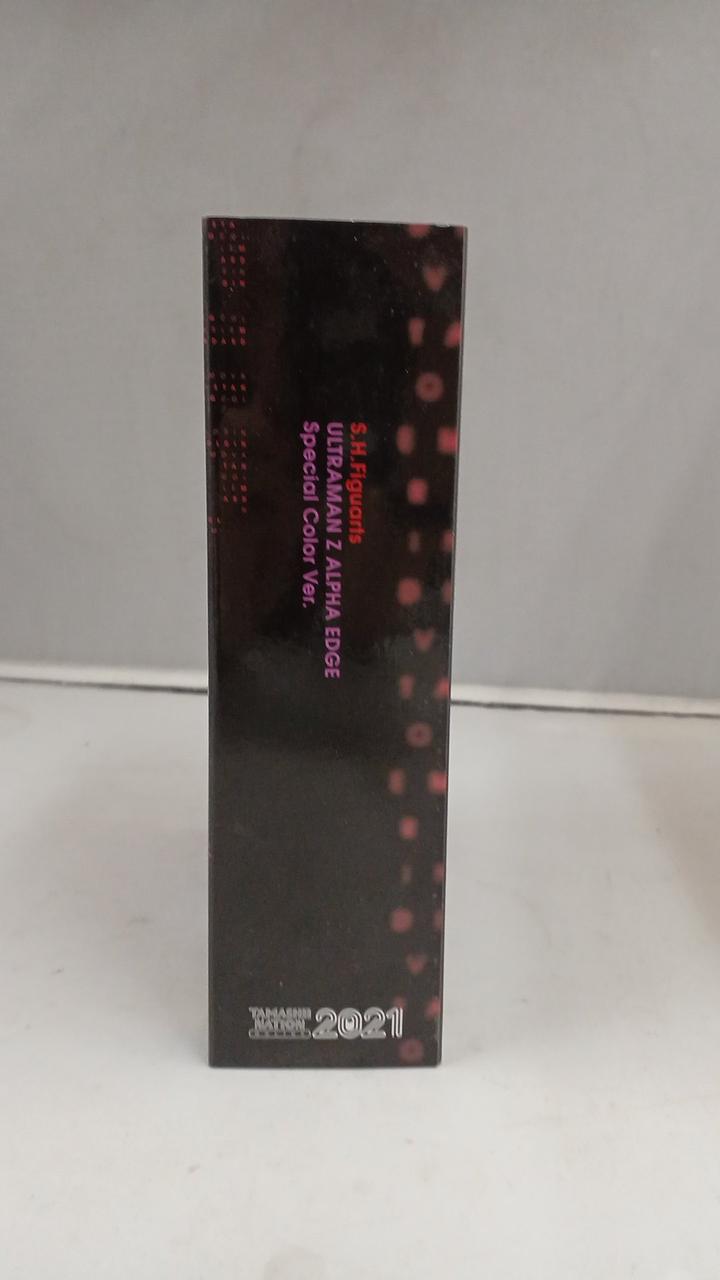 S.H.Figuarts
ULTRAMAN Z ALPHA EDGE
Special Color Ver.
TAMASHII
NATION
2021